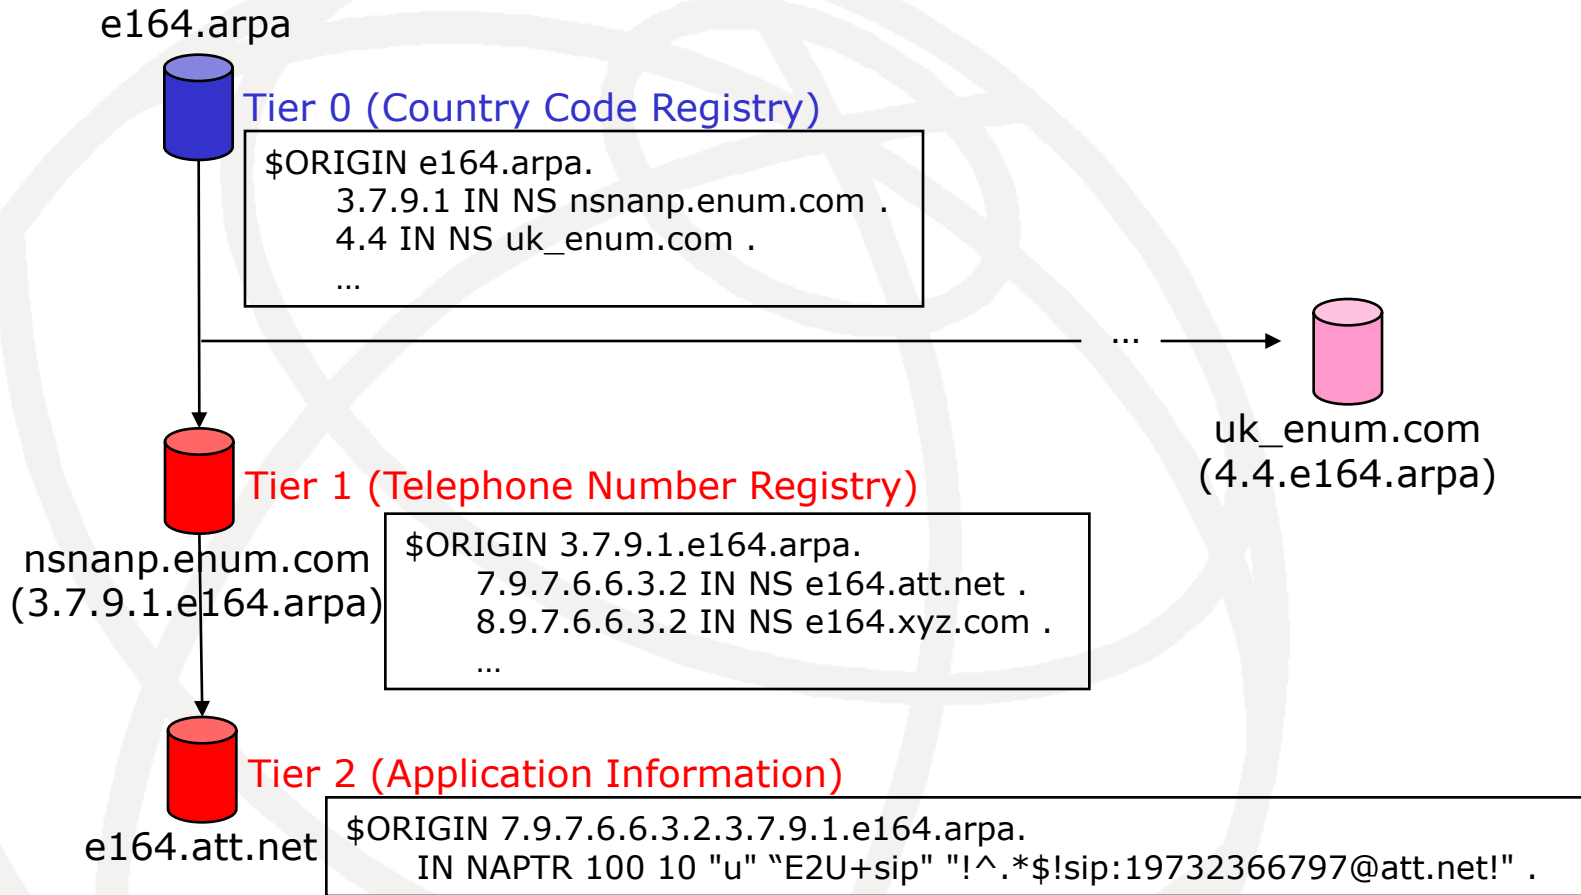 e164.arpa
Tier 0 (Country Code Registry)
$ORIGIN e164.arpa.
3.7.9.1 IN NS nsnanp.enum.com .
4.4 IN NS uk_enum.com .
…
...
uk_enum.com
(4.4.e164.arpa)
Tier 1 (Telephone Number Registry)
nsnanp.enum.com
(3.7.9.1.e164.arpa)
$ORIGIN 3.7.9.1.e164.arpa.
7.9.7.6.6.3.2 IN NS e164.att.net .
8.9.7.6.6.3.2 IN NS e164.xyz.com .
…
Tier 2 (Application Information)
e164.att.net
$ORIGIN 7.9.7.6.6.3.2.3.7.9.1.e164.arpa.
IN NAPTR 100 10 "u" “E2U+sip" "!^.*$!sip:19732366797@att.net!" .